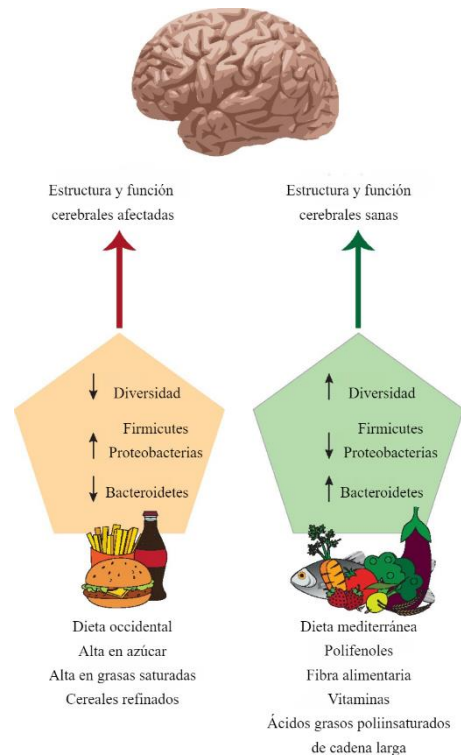 Estructura y función
cerebrales afectadas
Estructura y función
cerebrales sanas
Diversidad
Firmicutes
Proteobacterias
Bacteroidetes
Diversidad
Firmicutes
Proteobacterias
Bacteroidetes
Dieta occidental
Alta en azúcar
Alta en grasas saturadas
Cereales refinados
Dieta mediterránea
Polifenoles
Fibra alimentaria
Vitaminas
Ácidos grasos poliinsaturados
de cadena larga